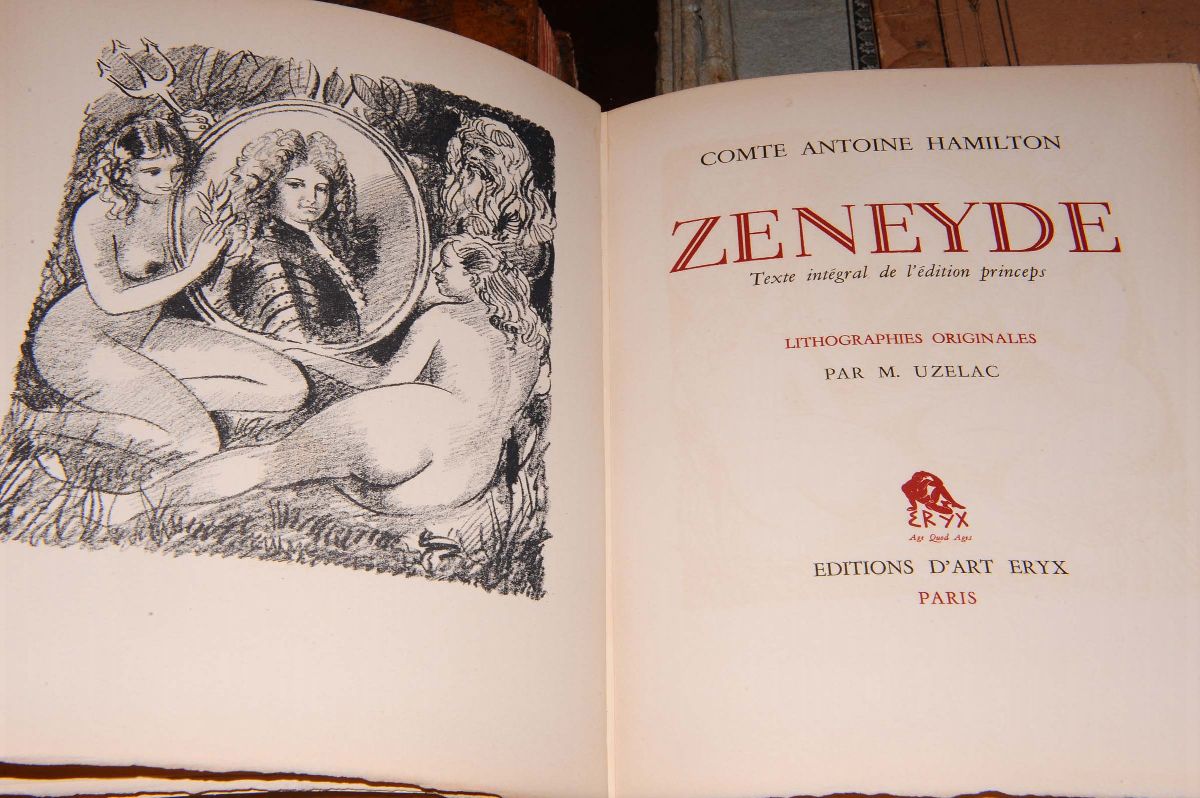 COMTE ANTOINE HAMILTON
ZENEYDE
Texte intégral de l'édition princeps
LITHOGRAPHIES ORIGINALES
PAR M. UZELAC
ERYX
Age Quod Ages
EDITIONS D'ART ERYX
PARIS